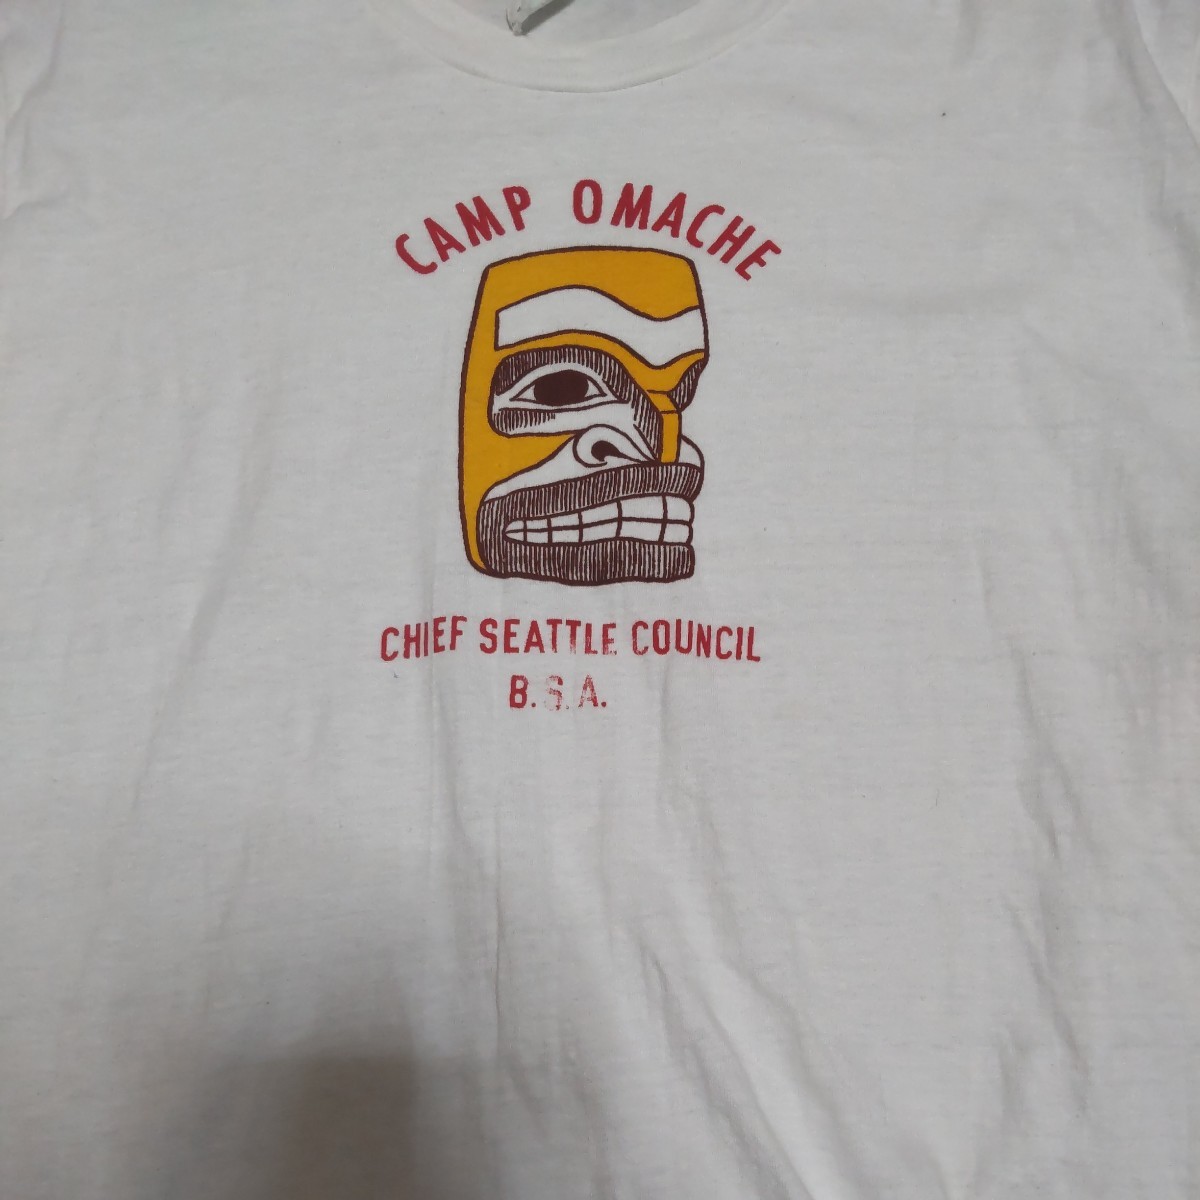 CAMP OMACHE
CHIEF SEATTLE COUNCIL
B.S.A.